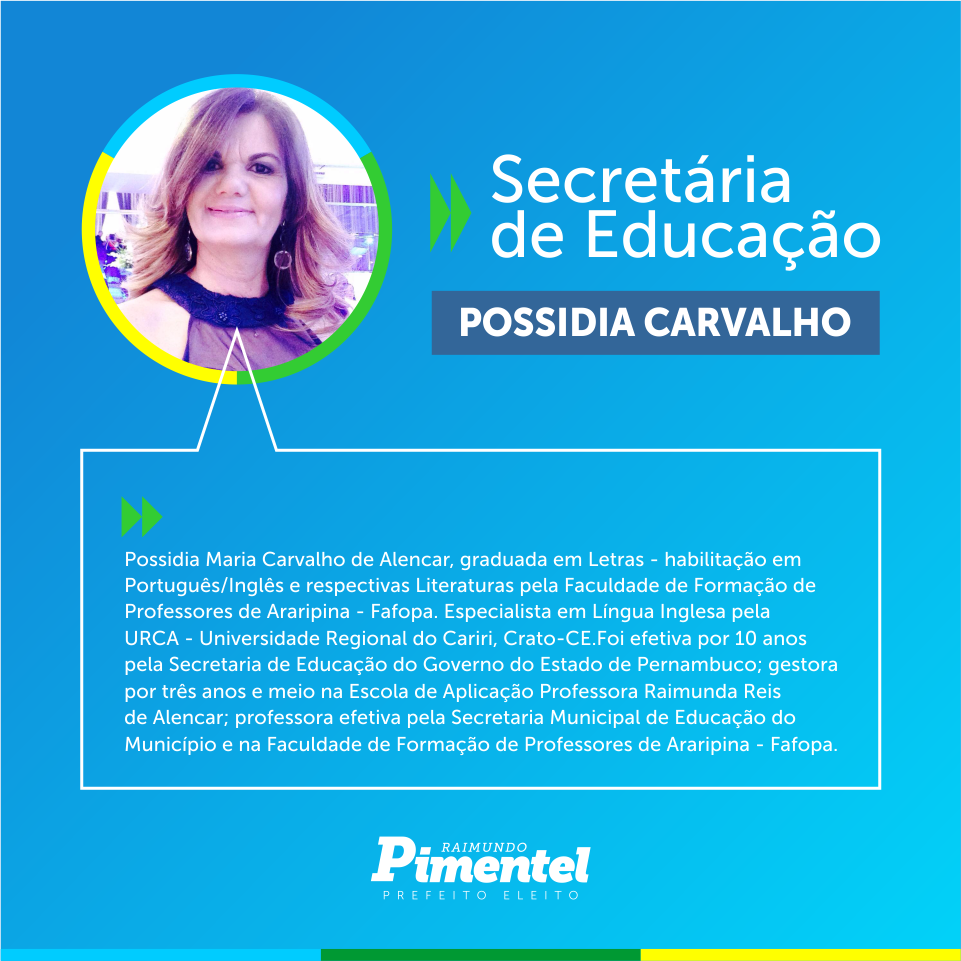 Secretária
de Educação
POSSIDIA CARVALHO
Possidia Maria Carvalho de Alencar, graduada em Letras - habilitação em
Português/Inglês e respectivas Literaturas pela Faculdade de Formação de
Professores de Araripina - Fafopa. Especialista em Língua Inglesa pela
URCA - Universidade Regional do Cariri, Crato-CE.Foi efetiva por 10 anos
pela Secretaria de Educação do Governo do Estado de Pernambuco; gestora
por três anos e meio na Escola de Aplicação Professora Raimunda Reis
de Alencar; professora efetiva pela Secretaria Municipal de Educação do
Município e na Faculdade de Formação de Professores de Araripina - Fafopa.
RAIMUNDO
Pimentel
PREFEITO ELEITO